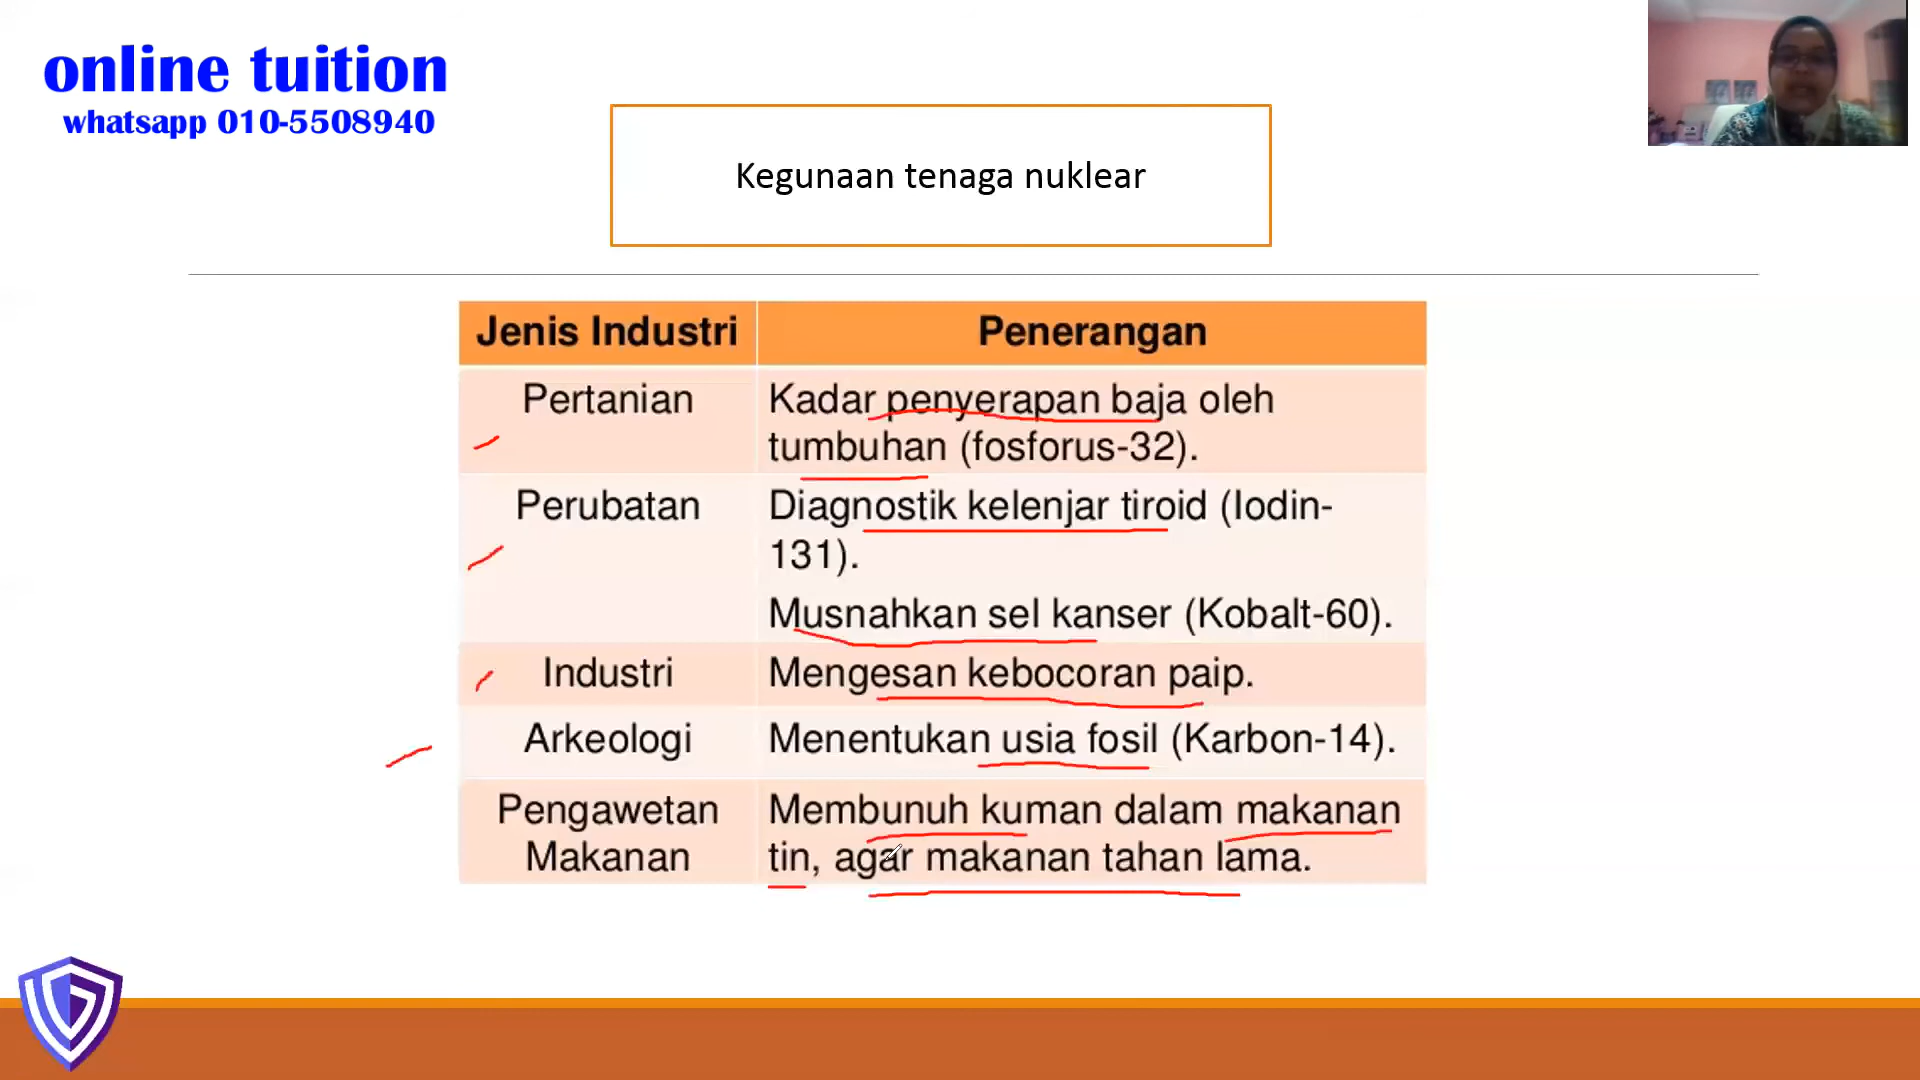 online tuition
whatsapp 010-5508940
Kegunaan tenaga nuklear
Jenis Industri
Penerangan
Pertanian
Kadar penyerapan baja oleh
tumbuhan (fosforus-32).
Perubatan
Diagnostik kelenjar tiroid (Iodin-
131).
Musnahkan sel kanser (Kobalt-60).
Industri
Mengesan kebocoran paip.
Arkeologi
Menentukan usia fosil (Karbon-14).
Pengawetan
Makanan
Membunuh kuman dalam makanan
tin, agar makanan tahan lama.